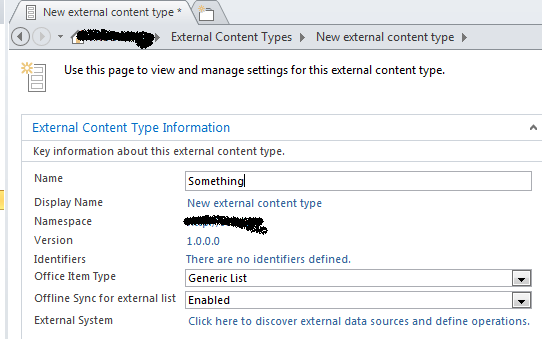 New external content type *
External Content Types
New external content type
Use this page to view and manage settings for this external content type.
External Content Type Information
Key information about this external content type.
Name Something
Display Name New external content type
Namespace
Version 1.0.0.0
Identifiers There are no identifiers defined.
Office Item Type Generic List
Offline Sync for external list Enabled
External System Click here to discover external data sources and define operations.